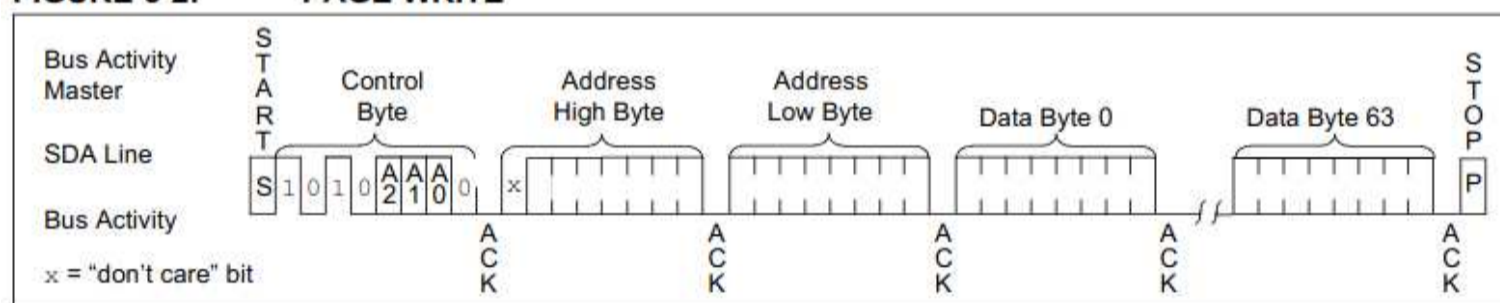 Bus Activity
Master
START
Control
Byte
Address
High Byte
Address
Low Byte
Data Byte 0
Data Byte 63
STOP
SDA Line
S 1 0 1 0 A2 A1 A0 0 x P
Bus Activity
ACK ACK ACK ACK ACK
x = “don’t care” bit